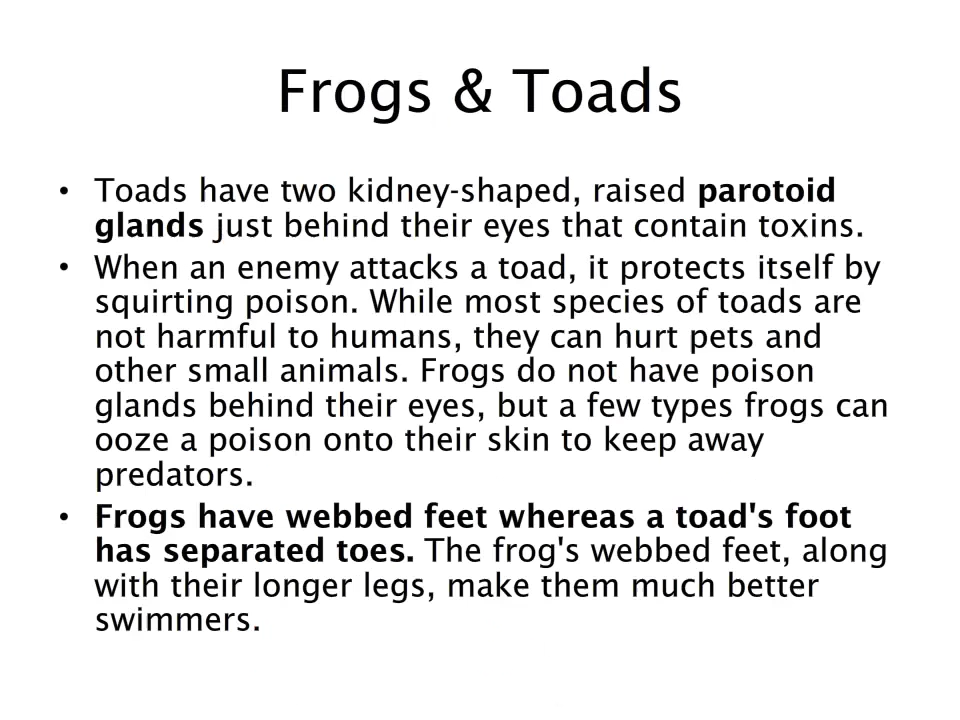 Frogs & Toads
• Toads have two kidney-shaped, raised parotoid
glands just behind their eyes that contain toxins.
• When an enemy attacks a toad, it protects itself by
squirting poison. While most species of toads are
not harmful to humans, they can hurt pets and
other small animals. Frogs do not have poison
glands behind their eyes, but a few types frogs can
ooze a poison onto their skin to keep away
predators.
• Frogs have webbed feet whereas a toad's foot
has separated toes. The frog's webbed feet, along
with their longer legs, make them much better
swimmers.